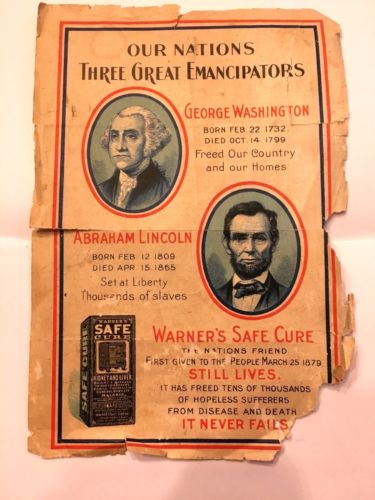 OUR NATIONS
THREE GREAT EMANCIPATORS
GEORGE WASHINGTON
BORN FEB 22 1732.
DIED OCT 14 1799
Freed Our Country
and our Homes
ABRAHAM LINCOLN
BORN FEB 12 1809
DIED APR. 15. 1865
Set at Liberty
Thousands of slaves
WARNER'S SAFE CURE
THE NATIONS FRIEND
FIRST GIVEN TO THE PEOPLE MARCH 25 1879
STILL LIVES.
IT HAS FREED TENS OF THOUSANDS
OF HOPELESS SUFFERERS
FROM DISEASE AND DEATH
IT NEVER FAILS
WARNER'S
SAFE
CURE
KIDNEY AND LIVER
SAFE CURE